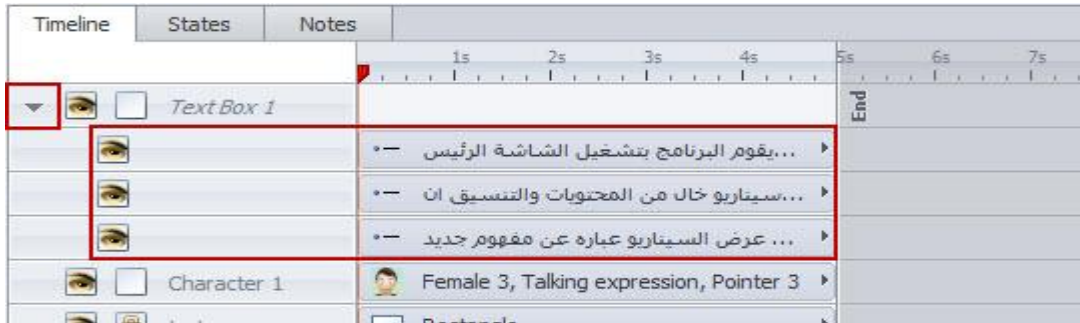 Timeline States Notes
1s 2s 3s 4s 5s 6s 7s
Text Box 1
End
...يقوم البرنامج بتشغيل الشاشة الرئيس
...سيناريو خال من المحتويات والتنسيق ان
... عرض السيناريو عباره عن مفهوم جديد
Character 1 Female 3, Talking expression, Pointer 3